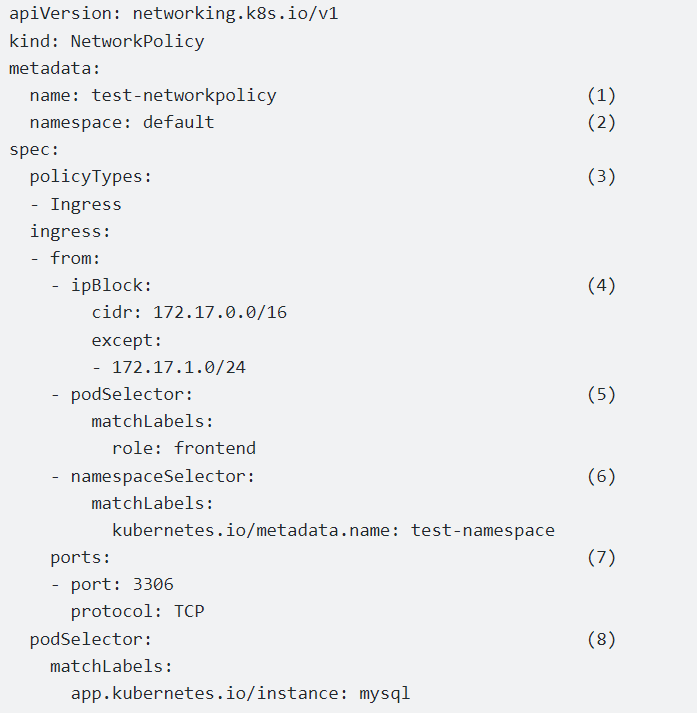 apiVersion: networking.k8s.io/v1
kind: NetworkPolicy
metadata:
  name: test-networkpolicy                              (1)
  namespace: default                                    (2)
spec:
  policyTypes:                                          (3)
  - Ingress
  ingress:
  - from:
    - ipBlock:                                          (4)
        cidr: 172.17.0.0/16
        except:
        - 172.17.1.0/24
    - podSelector:                                      (5)
        matchLabels:
          role: frontend
    - namespaceSelector:                                (6)
        matchLabels:
          kubernetes.io/metadata.name: test-namespace
    ports:                                              (7)
    - port: 3306
      protocol: TCP
  podSelector:                                          (8)
    matchLabels:
      app.kubernetes.io/instance: mysql